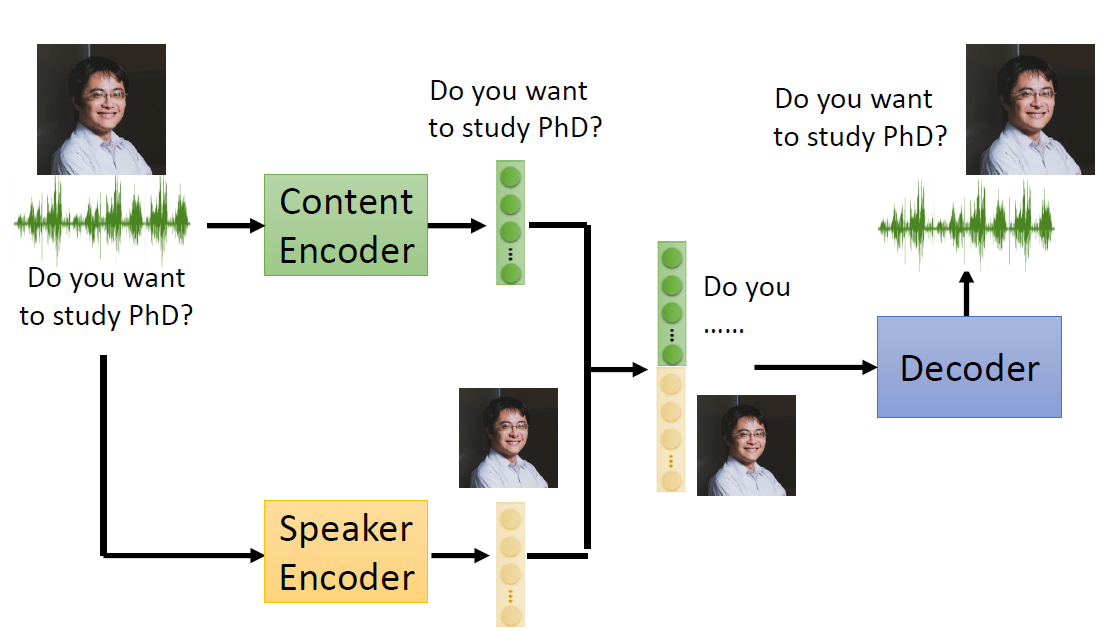 Do you want
to study PhD?
Content
Encoder
Do you want
to study PhD?
Speaker
Encoder
Do you
......
Decoder
Do you want
to study PhD?